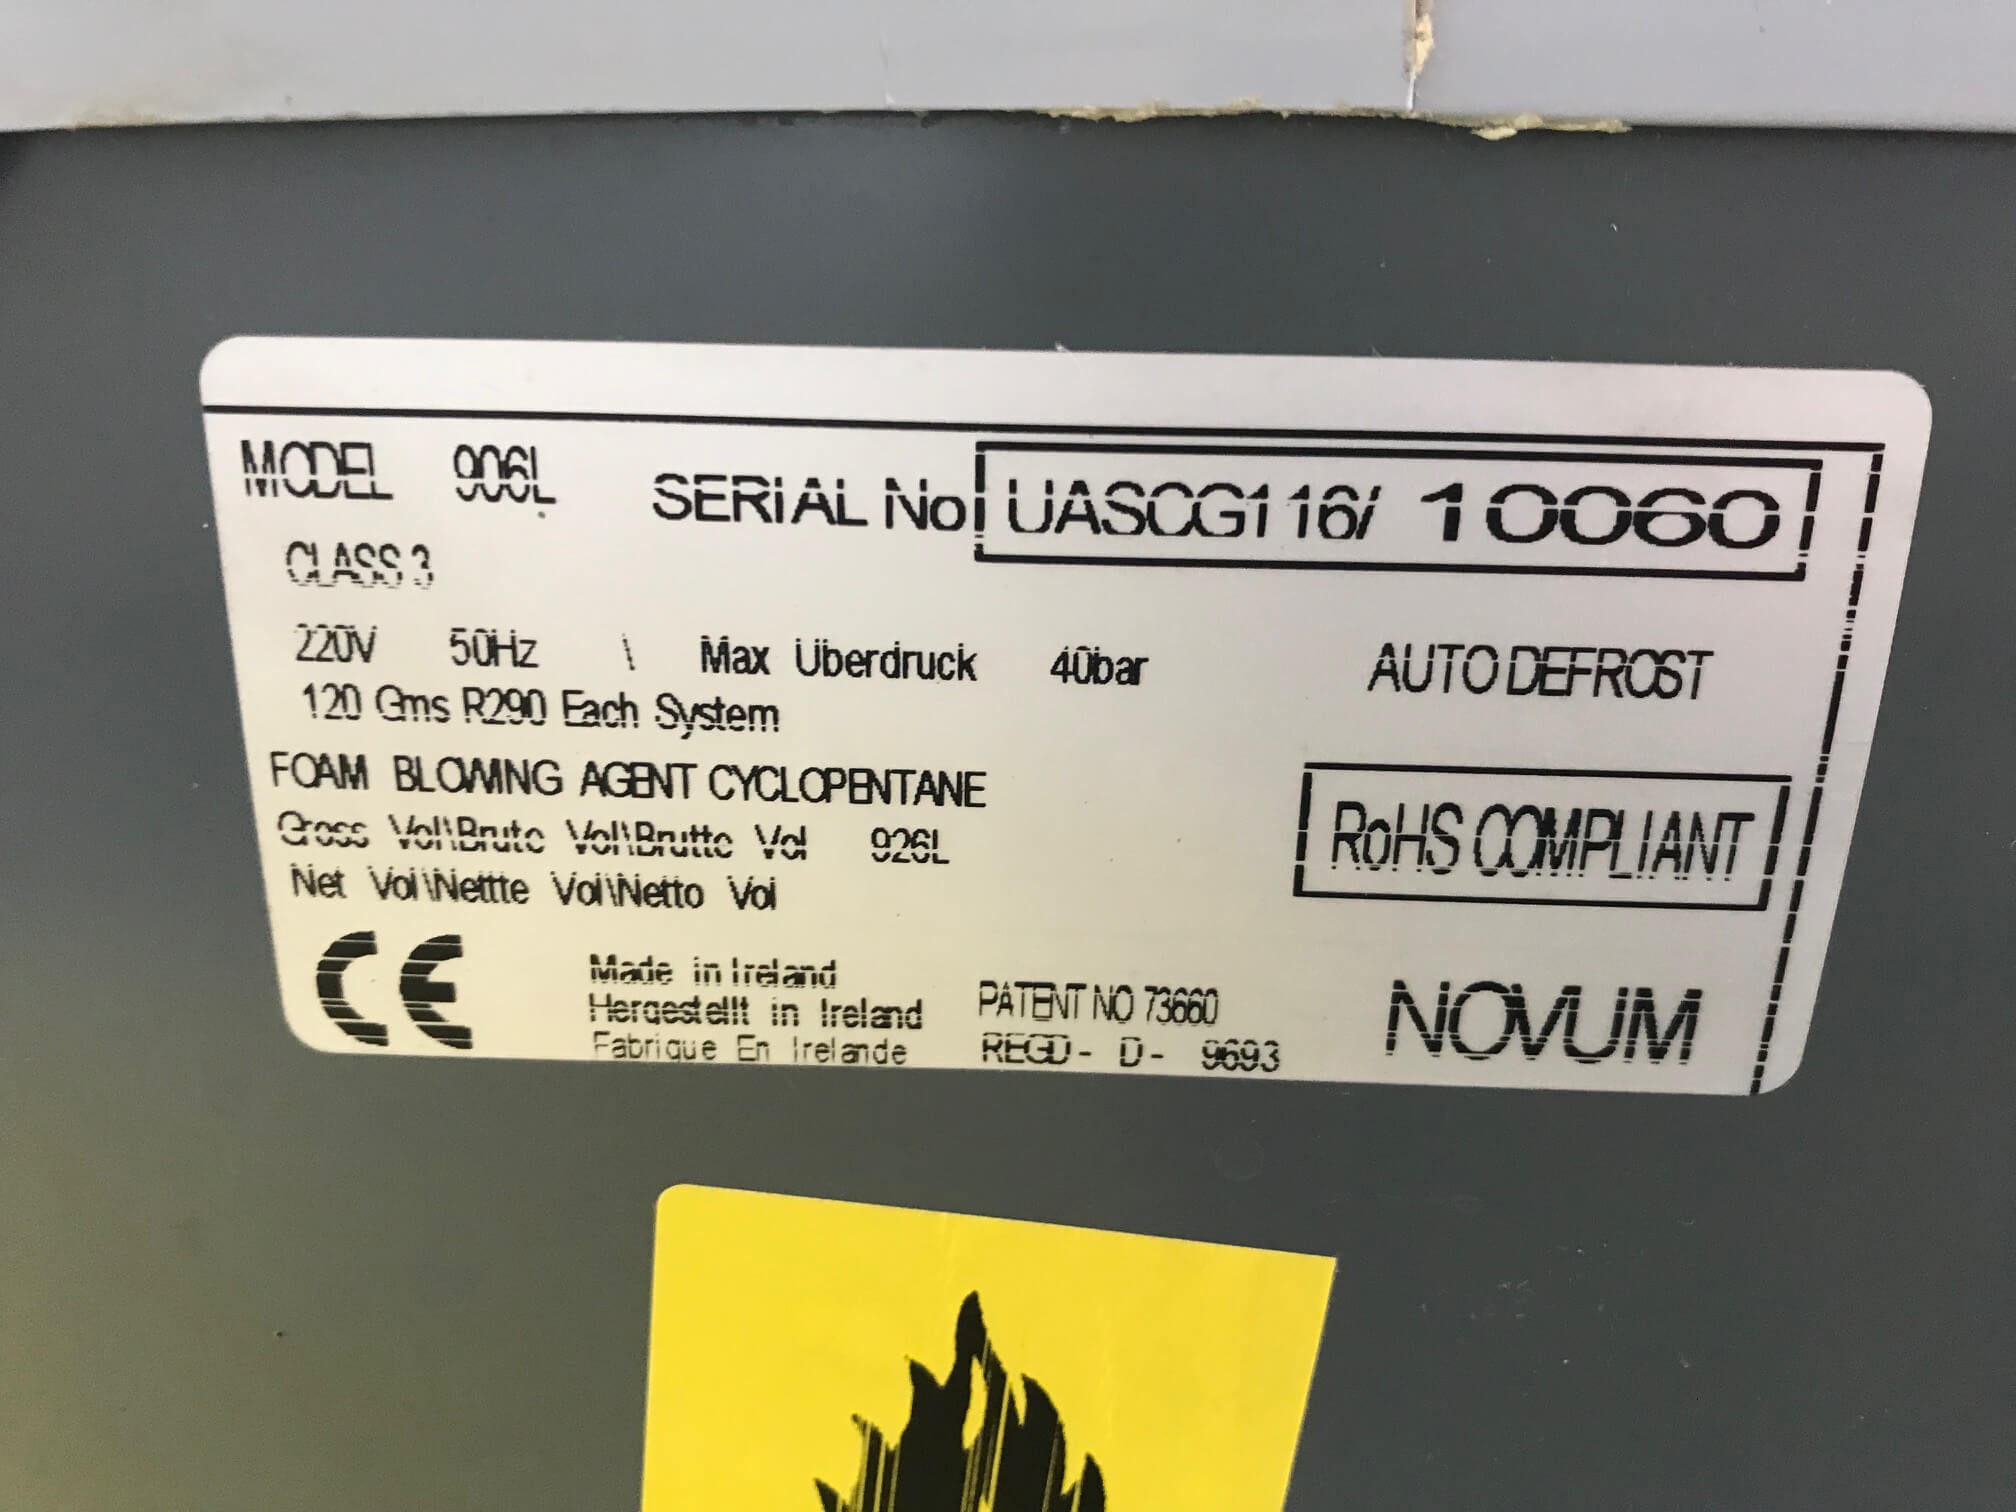 MODEL 906L
SERIAL No UASCG116/ 10060
CLASS 3
220V 50Hz \ Max Überdruck 40bar
AUTO DEFROST
120 Gms R290 Each System
FOAM BLOWING AGENT CYCLOPENTANE
RoHS COMPLIANT
Gross Vol\Brute Vol\Brutto Vol 926L
Net Vol\Nettte Vol\Netto Vol
CE
Made in Ireland
Hergestellt in Ireland
Fabrique En Irelande
PATENT NO 73660
REGD - D - 9693
NOVUM